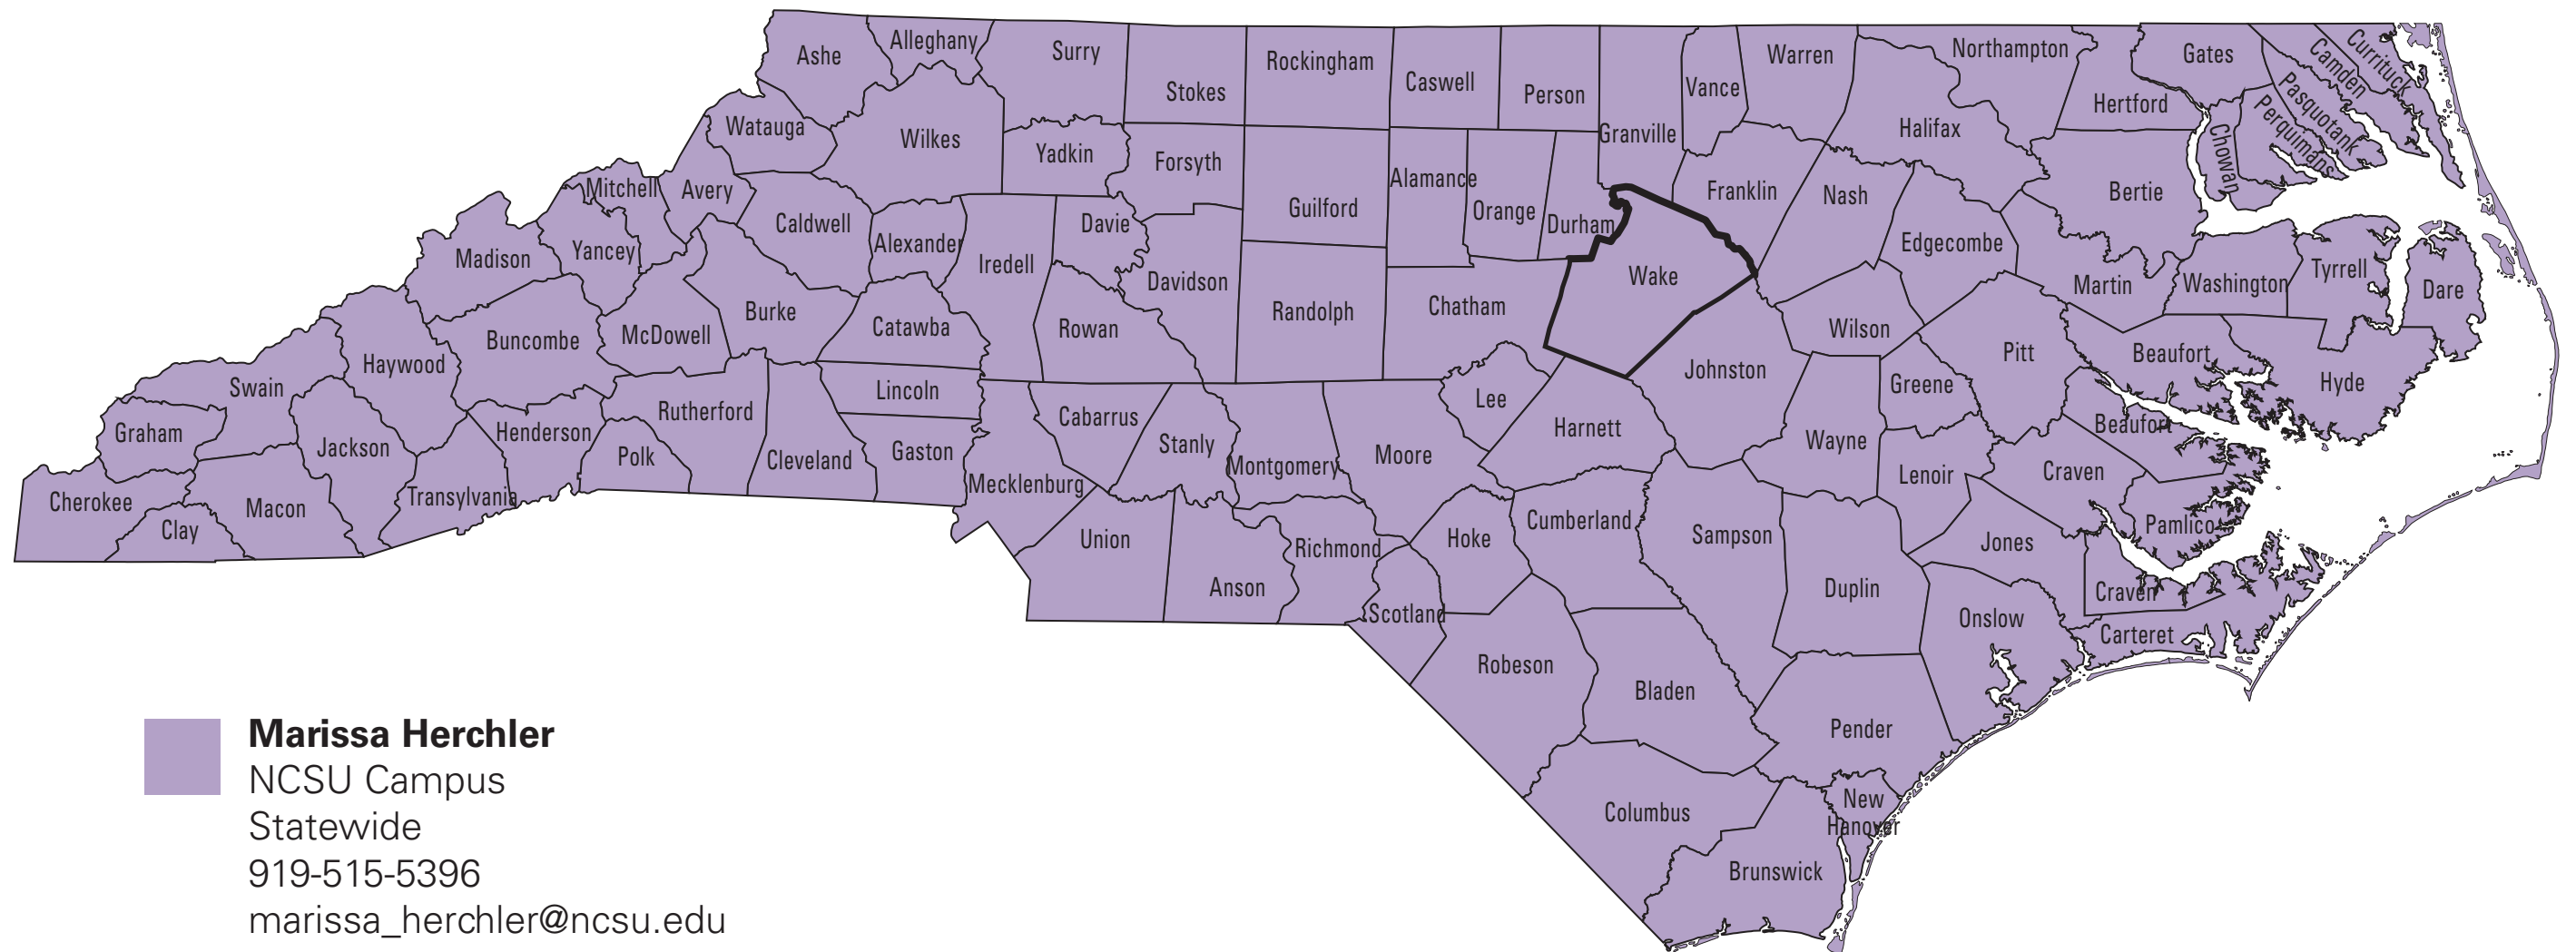 Ashe
Alleghany
Surry
Stokes
Rockingham
Caswell
Person
Granville
Vance
Warren
Northampton
Gates
Camden
Currituck
Pasquotank
Perquimans
Chowan
Hertford
Halifax
Watauga
Wilkes
Yadkin
Forsyth
Guilford
Alamance
Orange
Durham
Franklin
Nash
Edgecombe
Bertie
Mitchell
Avery
Caldwell
Alexander
Iredell
Davie
Davidson
Randolph
Chatham
Wake
Wilson
Martin
Washington
Tyrrell
Dare
Madison
Yancey
Buncombe
McDowell
Burke
Catawba
Rowan
Johnston
Greene
Pitt
Beaufort
Hyde
Swain
Haywood
Rutherford
Lincoln
Cabarrus
Stanly
Montgomery
Moore
Lee
Harnett
Wayne
Lenoir
Craven
Beaufort
Graham
Jackson
Henderson
Polk
Cleveland
Gaston
Mecklenburg
Cherokee
Clay
Macon
Transylvania
Union
Anson
Richmond
Scotland
Hoke
Cumberland
Sampson
Duplin
Jones
Pamlico
Craven
Carteret
Onslow
Robeson
Bladen
Pender
Columbus
New
Hanover
Brunswick
Marissa Herchler
NCSU Campus
Statewide
919-515-5396
marissa_herchler@ncsu.edu